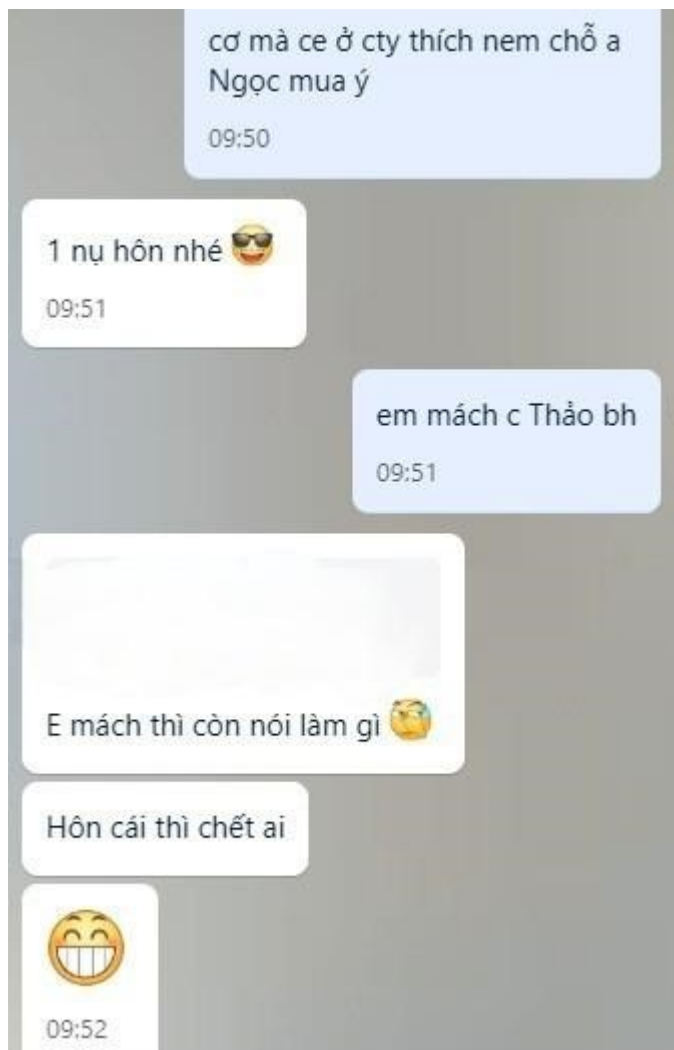 cơ mà ce ở cty thích nem chỗ a
Ngọc mua ý
09:50
1 nụ hôn nhé
09:51
em mách c Thảo bh
09:51
E mách thì còn nói làm gì
Hôn cái thì chết ai
09:52